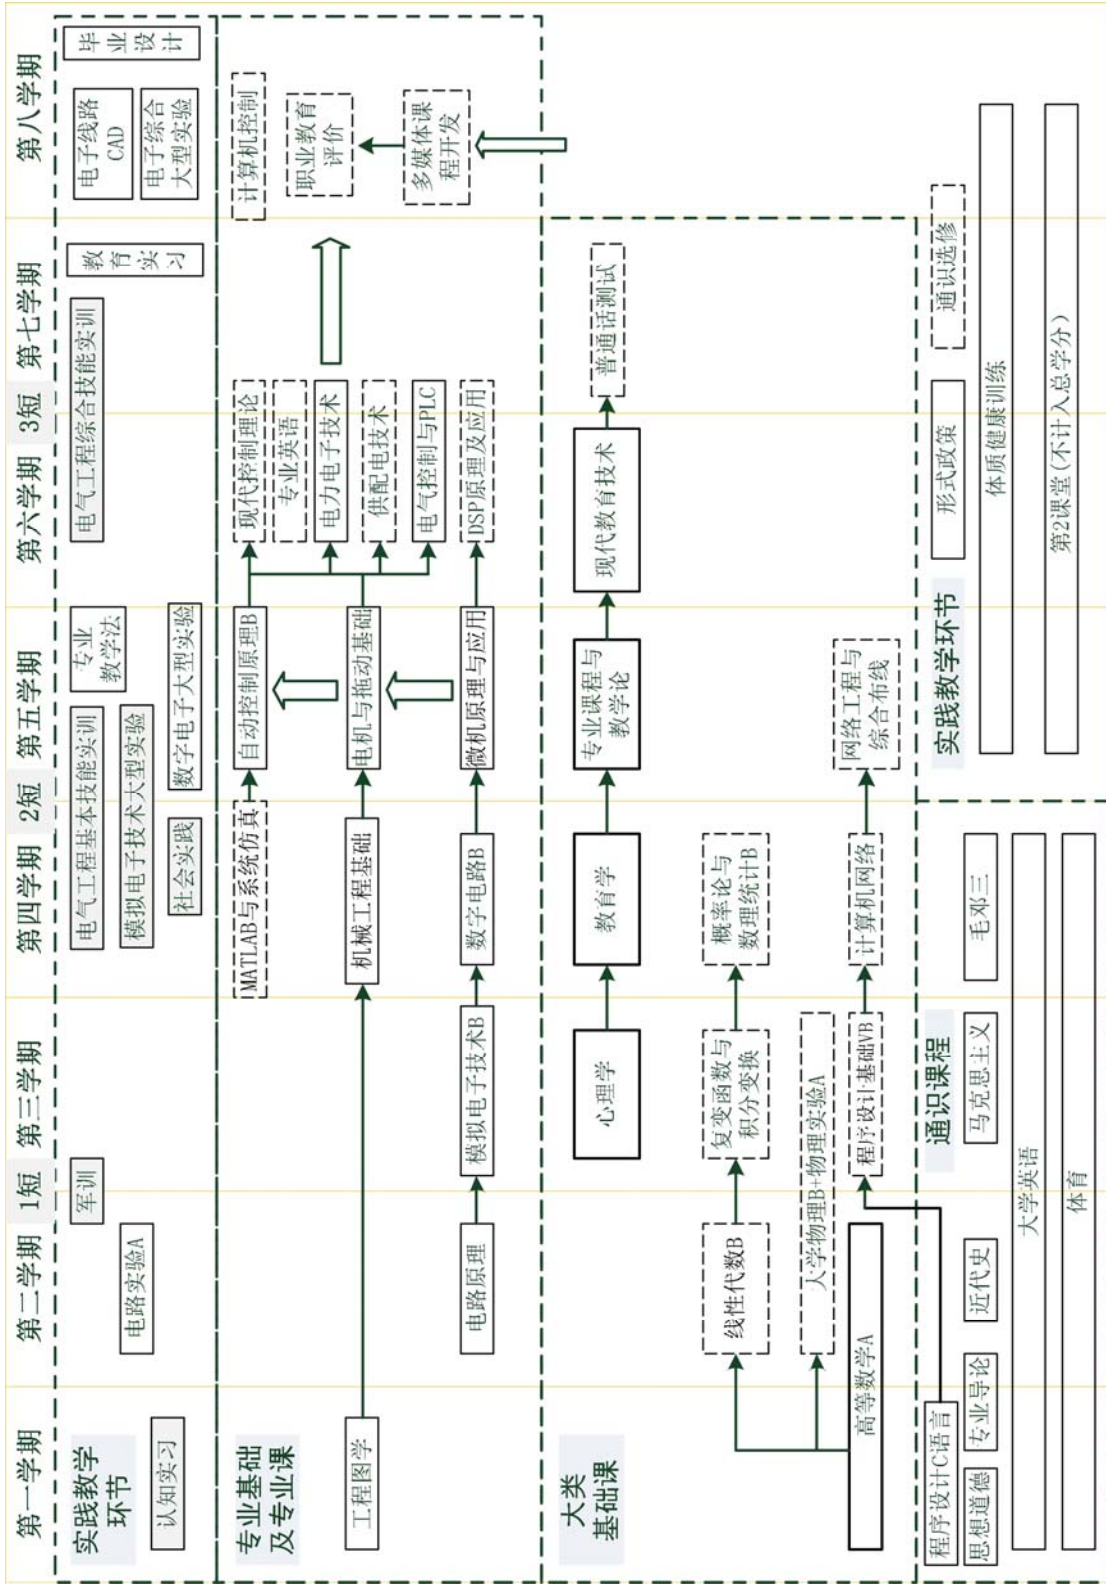 第一学期
第二学期
1短
第三学期
第四学期
2短
第五学期
第六学期
3短
第七学期
第八学期
实践教学
环节
认知实习
电路实验A
军训
电气工程基本技能实训
模拟电子技术大型实验
社会实践
专业
教学法
数字电子大型实验
电气工程综合技能实训
教育实习
电子线路
CAD
电子综合
大型实验
毕业设计
专业基础
及专业课
工程图学
电路原理
模拟电子技术B
MATLAB与系统仿真
机械工程基础
数字电路B
自动控制原理B
电机与拖动基础
微机原理与应用
现代控制理论
专业英语
电力电子技术
供配电技术
电气控制与PLC
DSP原理及应用
计算机控制
职业教育
评价
多媒体课
程开发
大类
基础课
心理学
教育学
专业课程与
教学论
现代教育技术
普通话测试
线性代数B
复变函数与
积分变换
概率论与
数理统计B
大学物理B+物理实验A
高等数学A
程序设计基础VB
计算机网络
网络工程与
综合布线
程序设计C语言
通识课程
思想道德
专业导论
近代史
马克思主义
毛邓三
大学英语
体育
实践教学环节
形式政策
通识选修
体质健康训练
第2课堂(不计入总学分)